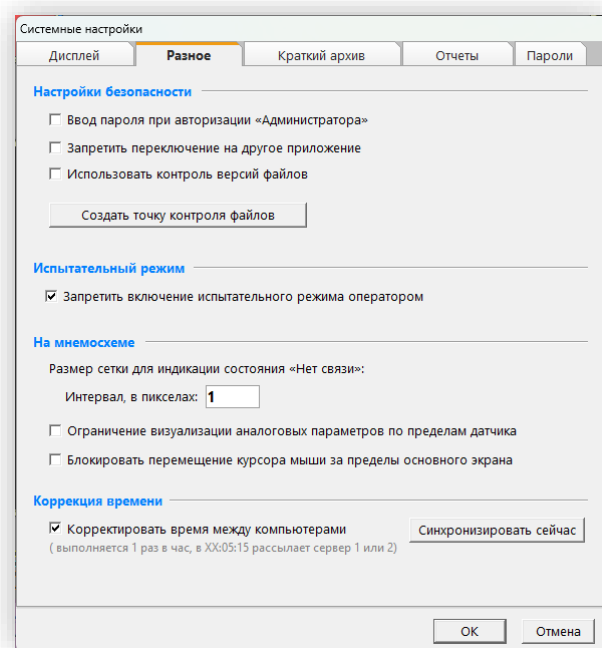 Системные настройки
Дисплей Разное Краткий архив Отчеты Пароли
Настройки безопасности
Ввод пароля при авторизации «Администратора»
Запретить переключение на другое приложение
Использовать контроль версий файлов
Создать точку контроля файлов
Испытательный режим
Запретить включение испытательного режима оператором
На мнемосхеме
Размер сетки для индикации состояния «Нет связи»:
Интервал, в пикселах: 1
Ограничение визуализации аналоговых параметров по пределам датчика
Блокировать перемещение курсора мыши за пределы основного экрана
Коррекция времени
Корректировать время между компьютерами Синхронизировать сейчас
( выполняется 1 раз в час, в XX:05:15 рассылает сервер 1 или 2)
OK Отмена